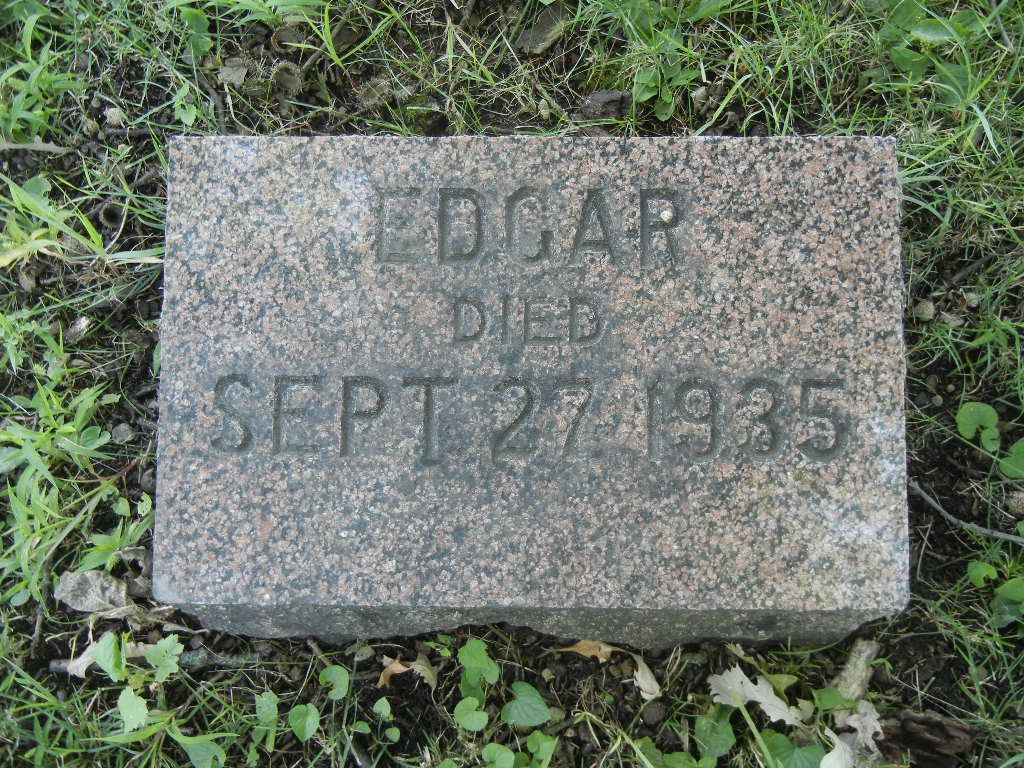 EDGAR
DIED
SEPT. 27. 1935